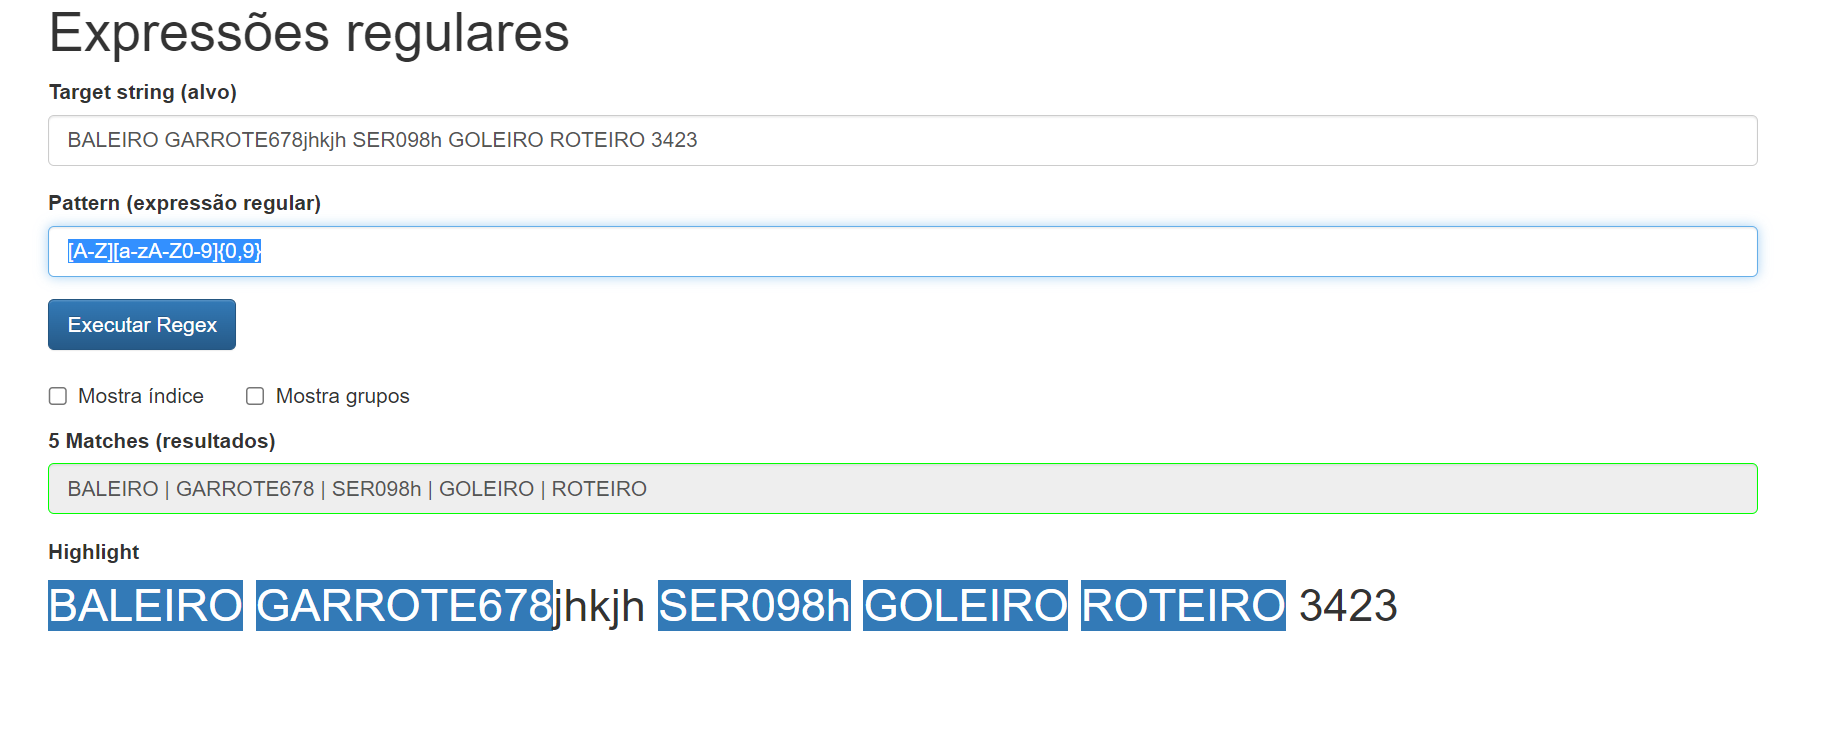 Expressões regulares
Target string (alvo)
BALEIRO GARROTE678jhkjh SER098h GOLEIRO ROTEIRO 3423
Pattern (expressão regular)
[A-Z][a-zA-Z0-9]{0,9}
Executar Regex
Mostra índice Mostra grupos
5 Matches (resultados)
BALEIRO | GARROTE678 | SER098h | GOLEIRO | ROTEIRO
Highlight
BALEIRO GARROTE678jhkjh SER098h GOLEIRO ROTEIRO 3423